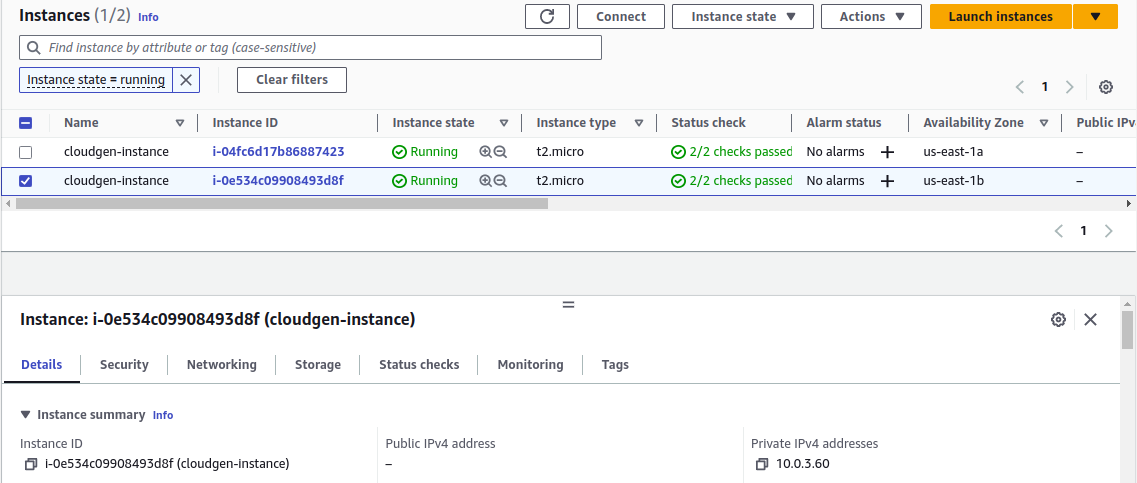 Instances (1/2) Info
Connect Instance state Actions Launch instances
Find instance by attribute or tag (case-sensitive)
Instance state = running Clear filters
1
Name Instance ID Instance state Instance type Status check Alarm status Availability Zone Public IPv
cloudgen-instance i-04fc6d17b86887423 Running t2.micro 2/2 checks passed No alarms + us-east-1a –
cloudgen-instance i-0e534c09908493d8f Running t2.micro 2/2 checks passed No alarms + us-east-1b –
1
Instance: i-0e534c09908493d8f (cloudgen-instance)
Details Security Networking Storage Status checks Monitoring Tags
Instance summary Info
Instance ID Public IPv4 address Private IPv4 addresses
i-0e534c09908493d8f (cloudgen-instance) – 10.0.3.60